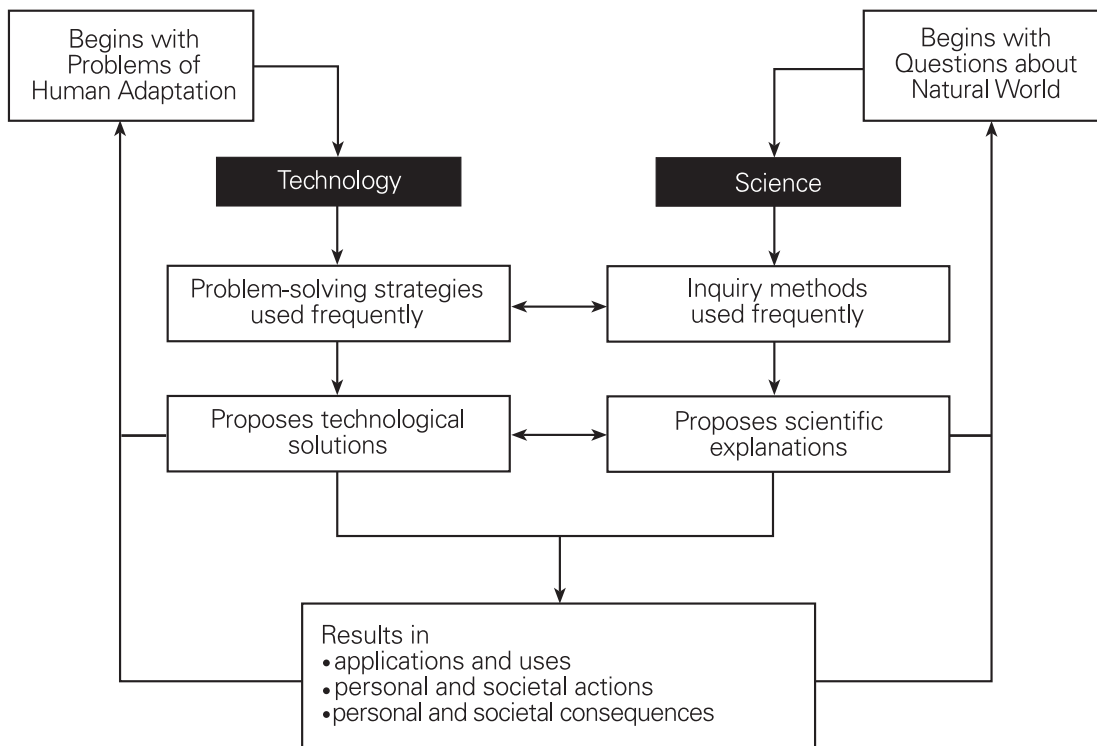 Begins with
Problems of
Human Adaptation
Begins with
Questions about
Natural World
Technology
Science
Problem-solving strategies
used frequently
Inquiry methods
used frequently
Proposes technological
solutions
Proposes scientific
explanations
Results in
• applications and uses
• personal and societal actions
• personal and societal consequences